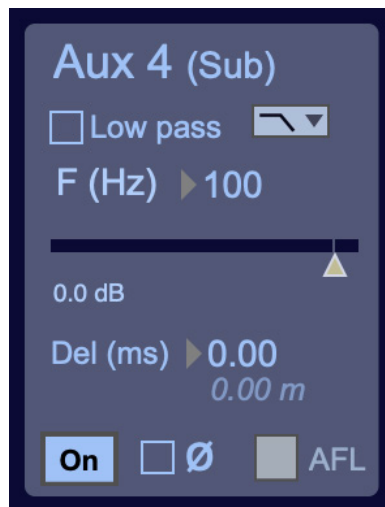 Aux 4 (Sub)
Low pass
F (Hz) 100
0.0 dB
Del (ms) 0.00
0.00 m
On Ø AFL